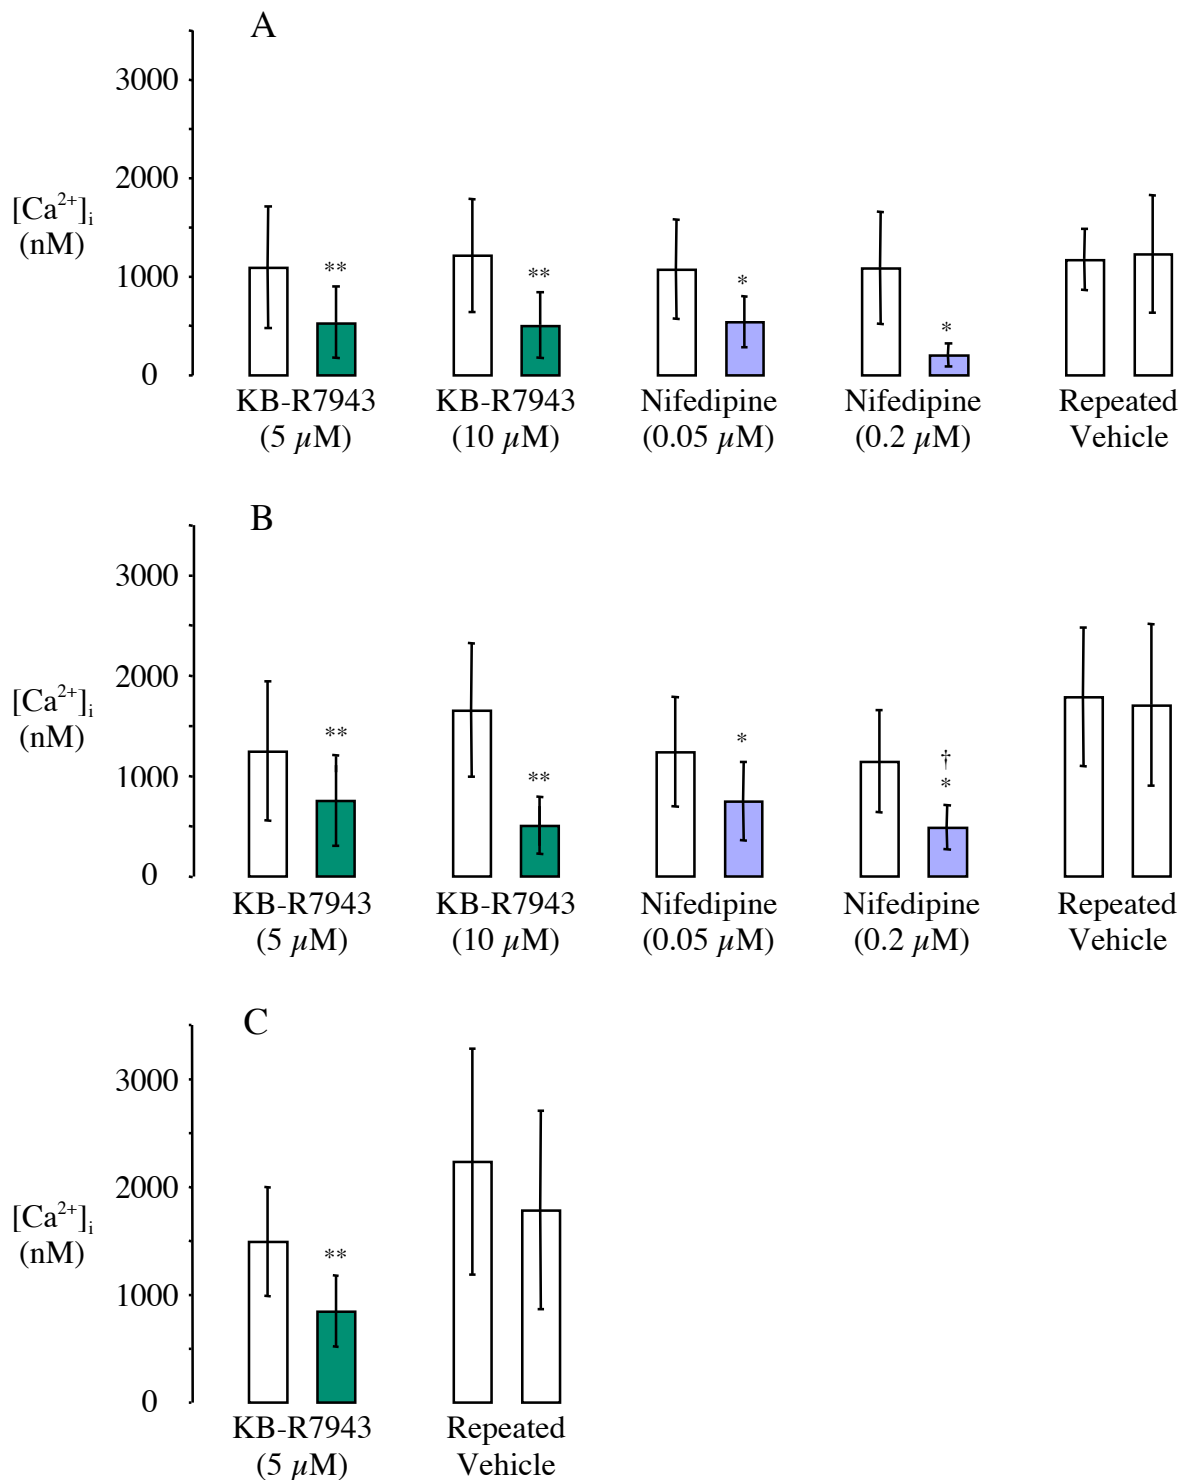 A
3000
2000
[Ca²⁺]ᵢ
(nM)
1000
0
** ** * *
KB-R7943 KB-R7943 Nifedipine Nifedipine Repeated
(5 µM) (10 µM) (0.05 µM) (0.2 µM) Vehicle
B
3000
2000
[Ca²⁺]ᵢ
(nM)
1000
0
†
** ** * *
KB-R7943 KB-R7943 Nifedipine Nifedipine Repeated
(5 µM) (10 µM) (0.05 µM) (0.2 µM) Vehicle
C
3000
2000
[Ca²⁺]ᵢ
(nM)
1000
0
**
KB-R7943 Repeated
(5 µM) Vehicle